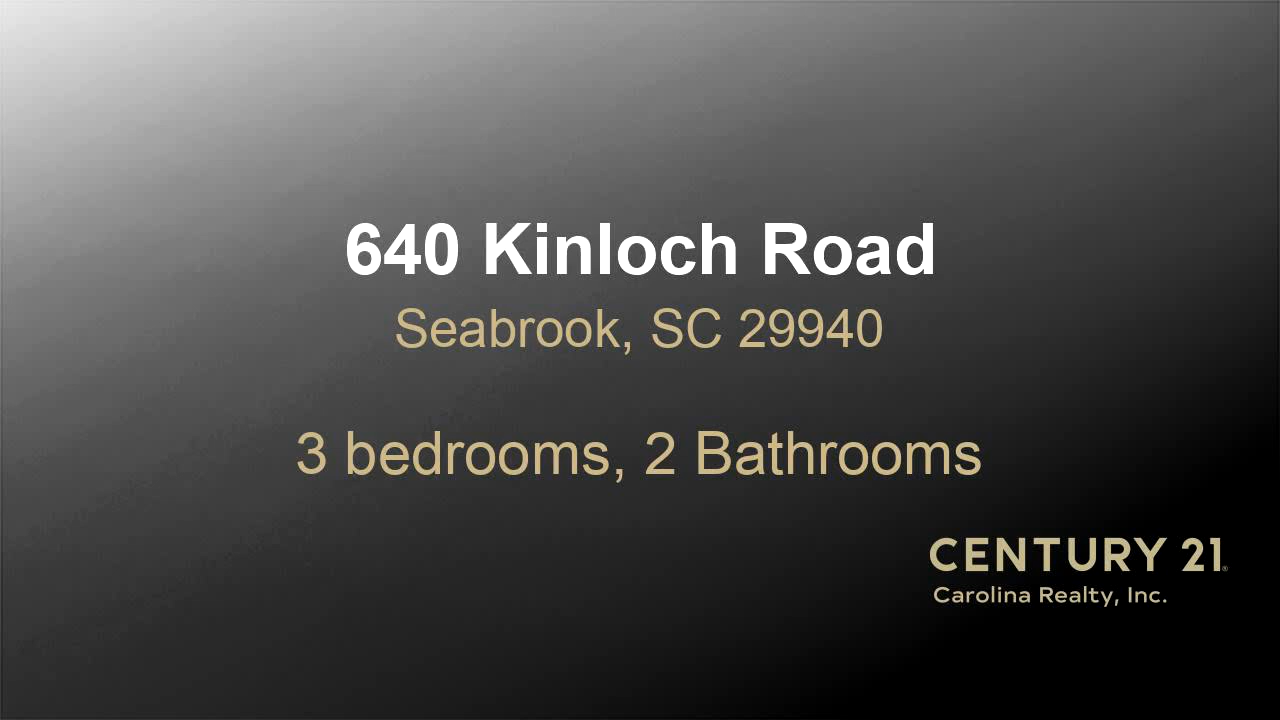 640 Kinloch Road
Seabrook, SC 29940
3 bedrooms, 2 Bathrooms
CENTURY 21®
Carolina Realty, Inc.